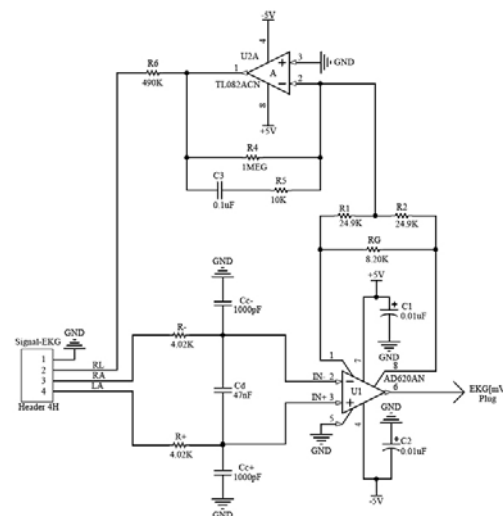 -5V
4
U2A
R6
490K
1
A
3
GND
2
TL082ACN
8
+5V
R4
1MEG
C3
0.1uF
R5
10K
R1
24.9K
R2
24.9K
RG
8.20K
GND
+5V
Cc-
1000pF
C1
0.01uF
GND
Signal-EKG
GND
R-
4.02K
7
1
8
GND
1
2
3
4
RL
RA
LA
Header 4H
Cd
47nF
IN-
2
IN+
3
U1
AD620AN
6
EKG[mV
Plug
R+
4.02K
5
GND
4
GND
C2
0.01uF
Cc+
1000pF
GND
-5V